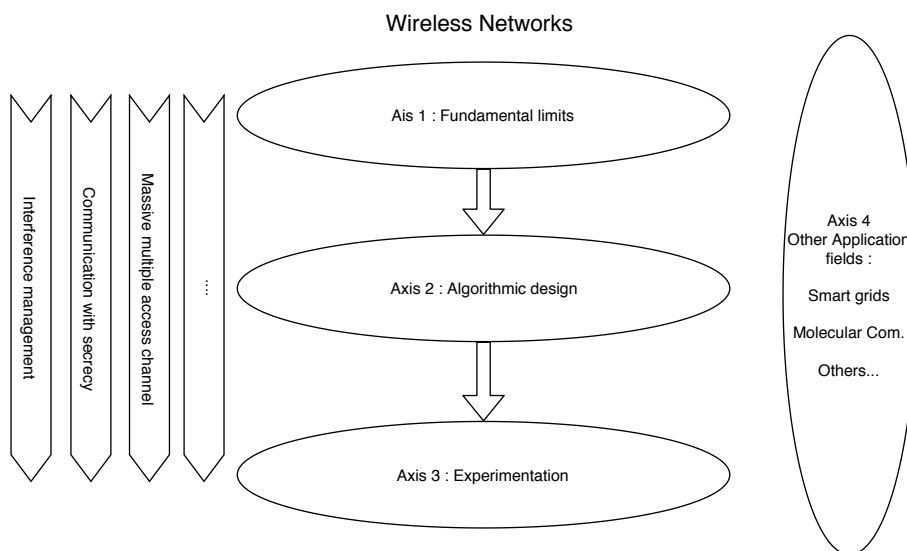 Wireless Networks
Interference management
Communication with secrecy
Massive multiple access channel
....
Ais 1 : Fundamental limits
Axis 2 : Algorithmic design
Axis 3 : Experimentation
Axis 4
Other Application
fields :
Smart grids
Molecular Com.
Others...